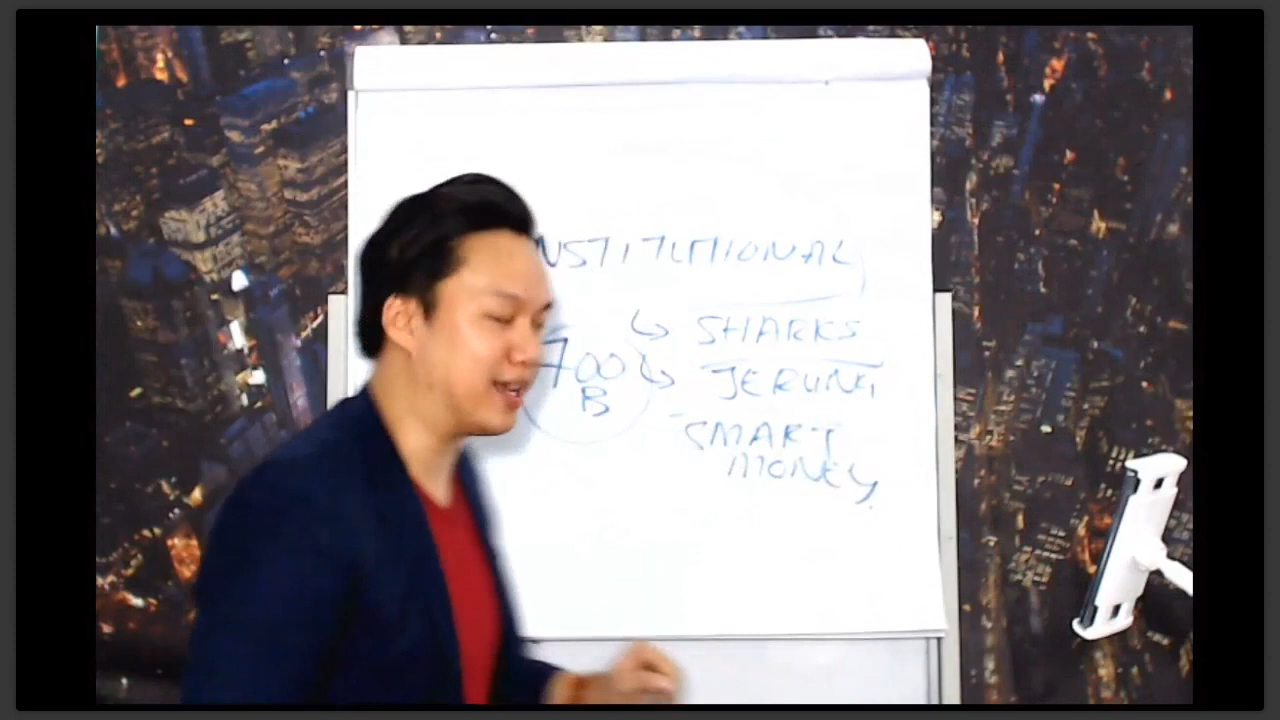 NSTITUTIONAL
SHARKS
700
B
JERUNG
SMART
MONEY